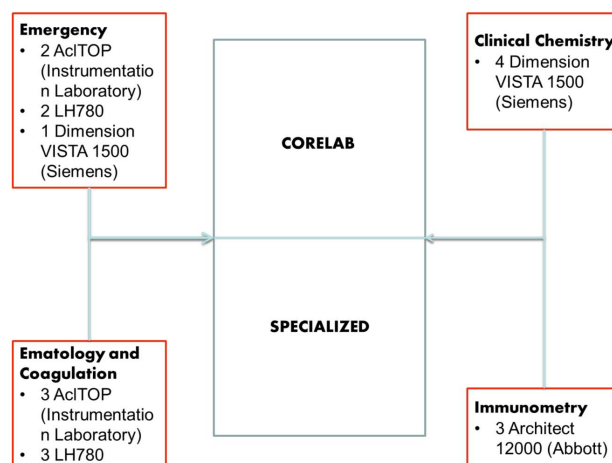 Emergency
• 2 AclTOP
(Instrumentatio
n Laboratory)
• 2 LH780
• 1 Dimension
VISTA 1500
(Siemens)
Clinical Chemistry
• 4 Dimension
VISTA 1500
(Siemens)
CORELAB
SPECIALIZED
Ematology and
Coagulation
• 3 AclTOP
(Instrumentatio
n Laboratory)
• 3 LH780
Immunometry
• 3 Architect
12000 (Abbott)